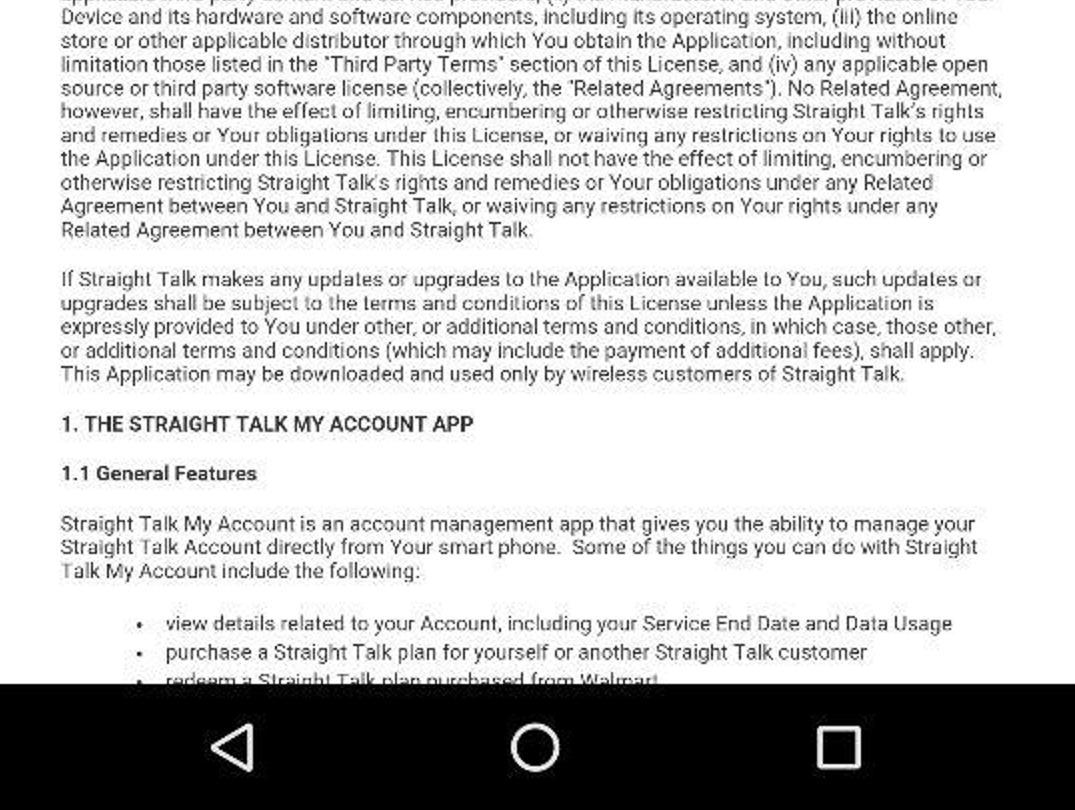 Device and its hardware and software components, including its operating system, (iii) the online
store or other applicable distributor through which You obtain the Application, including without
limitation those listed in the "Third Party Terms" section of this License, and (iv) any applicable open
source or third party software license (collectively, the "Related Agreements"). No Related Agreement,
however, shall have the effect of limiting, encumbering or otherwise restricting Straight Talk's rights
and remedies or Your obligations under this License, or waiving any restrictions on Your rights to use
the Application under this License. This License shall not have the effect of limiting, encumbering or
otherwise restricting Straight Talk's rights and remedies or Your obligations under any Related
Agreement between You and Straight Talk, or waiving any restrictions on Your rights under any
Related Agreement between You and Straight Talk.
If Straight Talk makes any updates or upgrades to the Application available to You, such updates or
upgrades shall be subject to the terms and conditions of this License unless the Application is
expressly provided to You under other, or additional terms and conditions, in which case, those other,
or additional terms and conditions (which may include the payment of additional fees), shall apply.
This Application may be downloaded and used only by wireless customers of Straight Talk.
1. THE STRAIGHT TALK MY ACCOUNT APP
1.1 General Features
Straight Talk My Account is an account management app that gives you the ability to manage your
Straight Talk Account directly from Your smart phone. Some of the things you can do with Straight
Talk My Account include the following:
• view details related to your Account, including your Service End Date and Data Usage
• purchase a Straight Talk plan for yourself or another Straight Talk customer
• redeem a Straight Talk plan purchased from Walmart